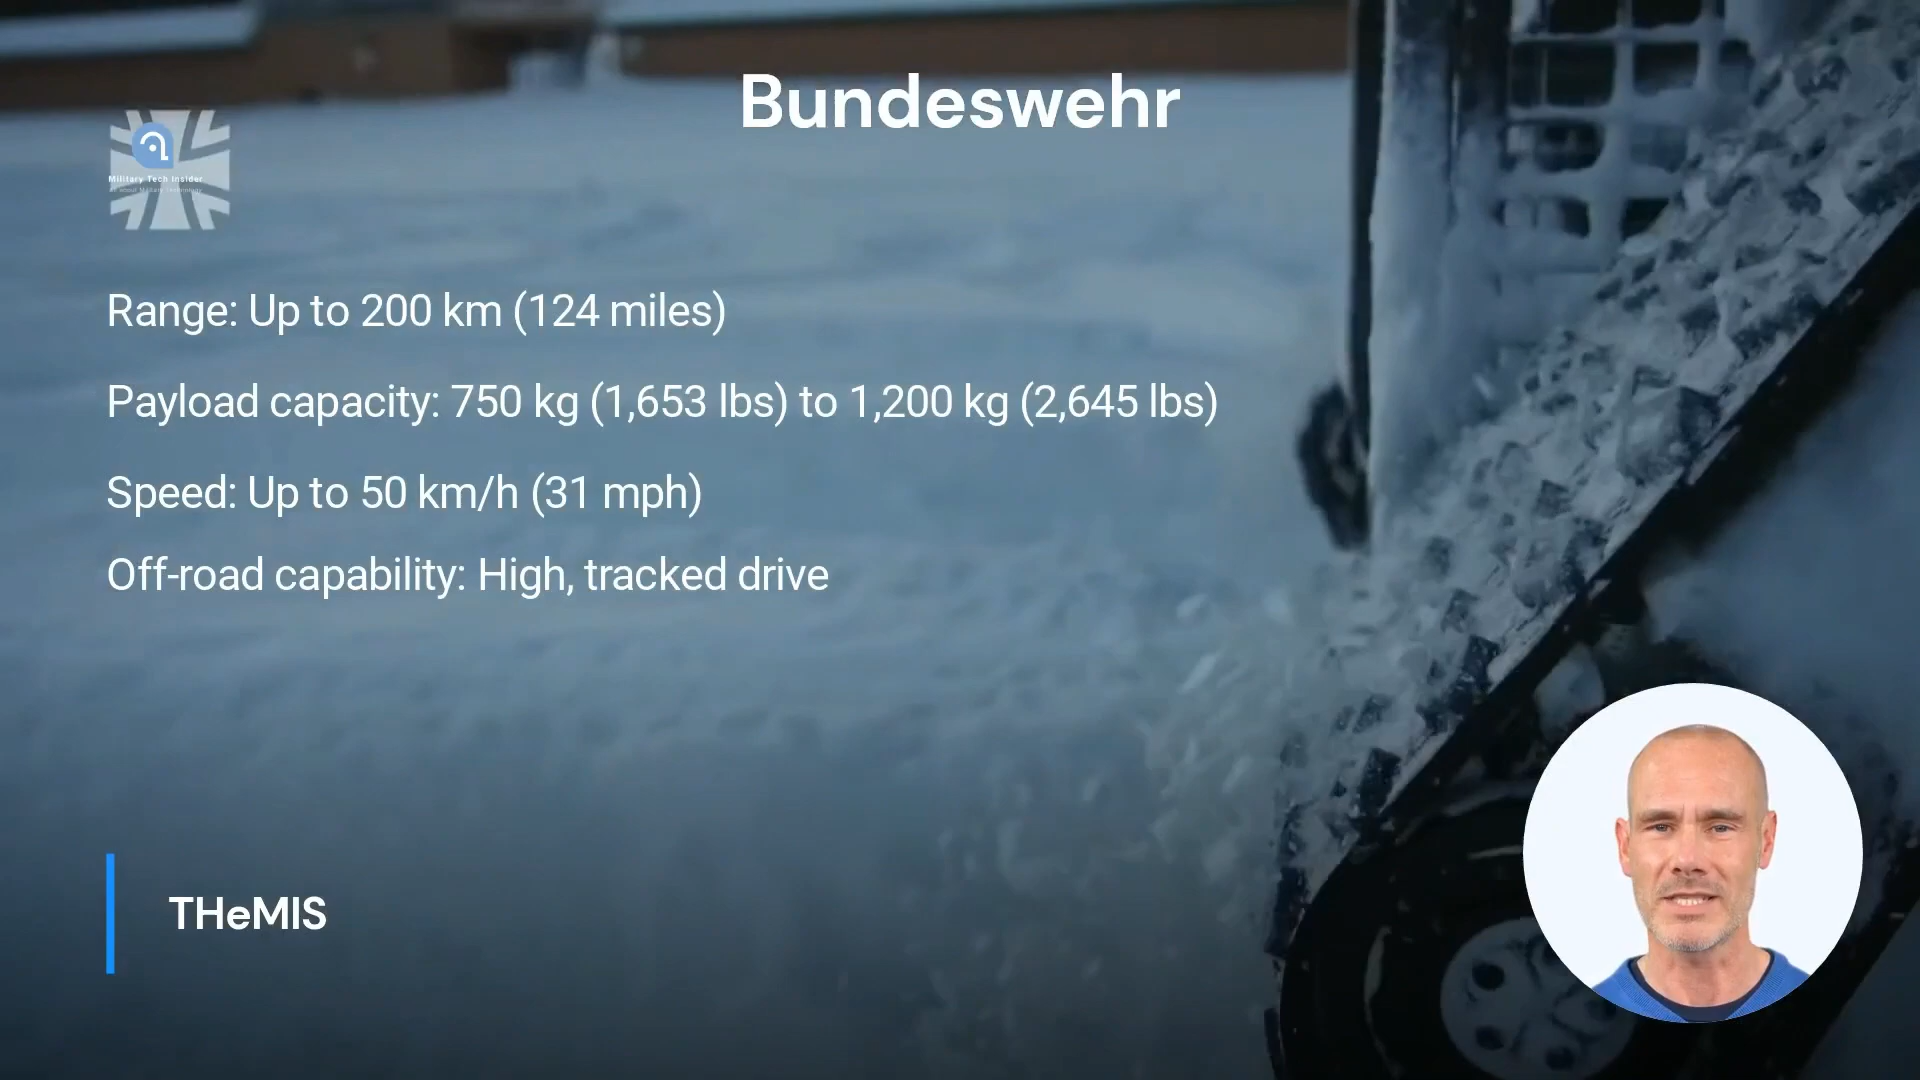 Bundeswehr
Military Tech Insider
Range: Up to 200 km (124 miles)
Payload capacity: 750 kg (1,653 lbs) to 1,200 kg (2,645 lbs)
Speed: Up to 50 km/h (31 mph)
Off-road capability: High, tracked drive
THeMIS